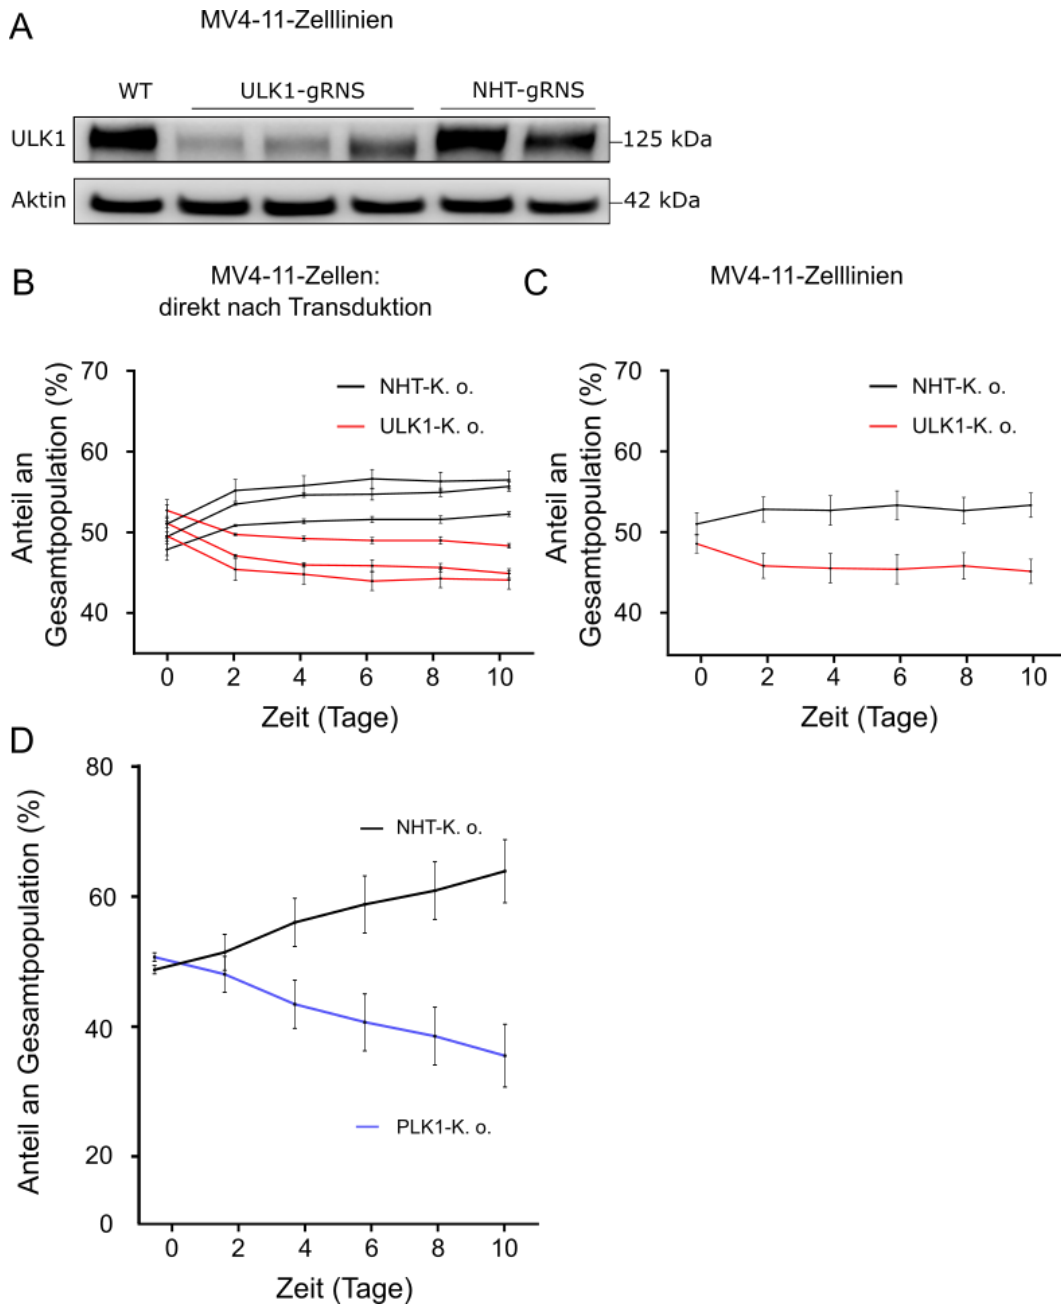 A
MV4-11-Zelllinien
WT ULK1-gRNS NHT-gRNS
ULK1 125 kDa
Aktin 42 kDa
B
MV4-11-Zellen:
direkt nach Transduktion
Anteil an
Gesamtpopulation (%)
70
60
50
40
NHT-K. o.
ULK1-K. o.
0 2 4 6 8 10
Zeit (Tage)
C
MV4-11-Zelllinien
Anteil an
Gesamtpopulation (%)
70
60
50
40
NHT-K. o.
ULK1-K. o.
0 2 4 6 8 10
Zeit (Tage)
D
Anteil an Gesamtpopulation (%)
80
60
40
20
0
NHT-K. o.
PLK1-K. o.
0 2 4 6 8 10
Zeit (Tage)